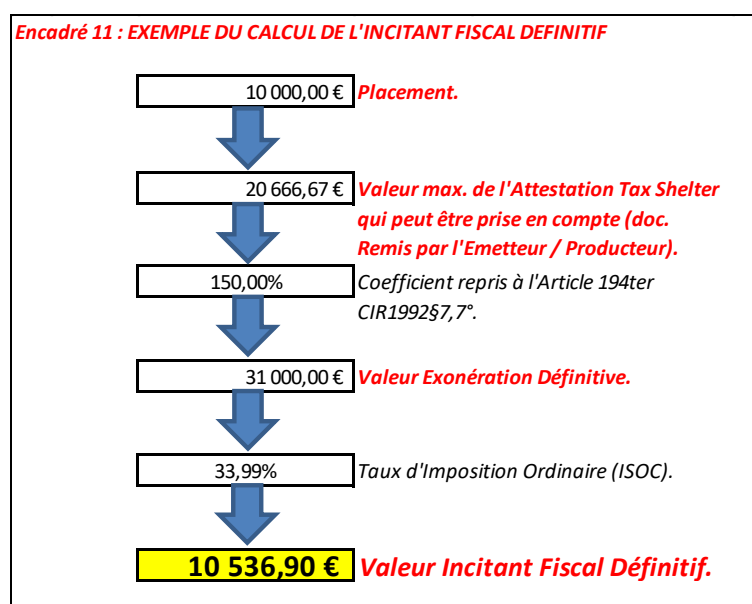 Encadré 11 : EXEMPLE DU CALCUL DE L'INCITANT FISCAL DEFINITIF
10 000,00 € Placement.
20 666,67 € Valeur max. de l'Attestation Tax Shelter
qui peut être prise en compte (doc.
Remis par l'Emetteur / Producteur).
150,00% Coefficient repris à l'Article 194ter
CIR1992§7,7°.
31 000,00 € Valeur Exonération Définitive.
33,99% Taux d'Imposition Ordinaire (ISOC).
10 536,90 € Valeur Incitant Fiscal Définitif.